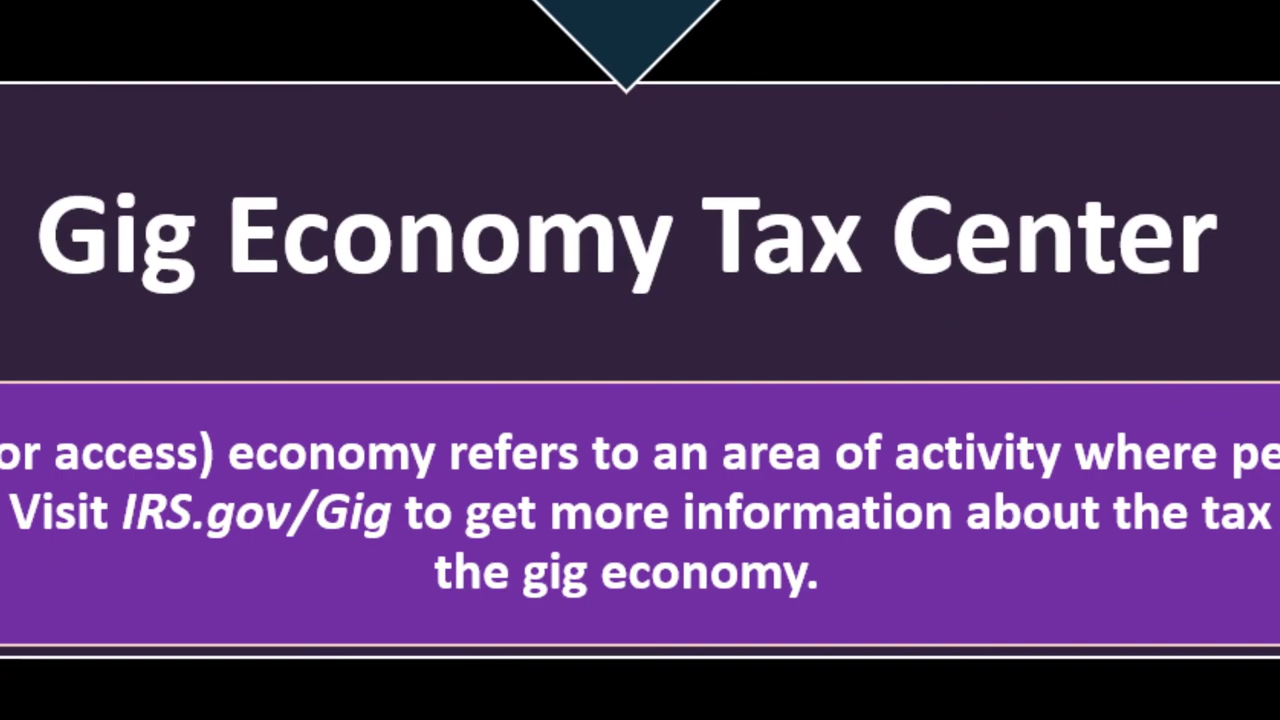 Gig Economy Tax Center
or access) economy refers to an area of activity where
Visit IRS.gov/Gig to get more information about the tax
the gig economy.